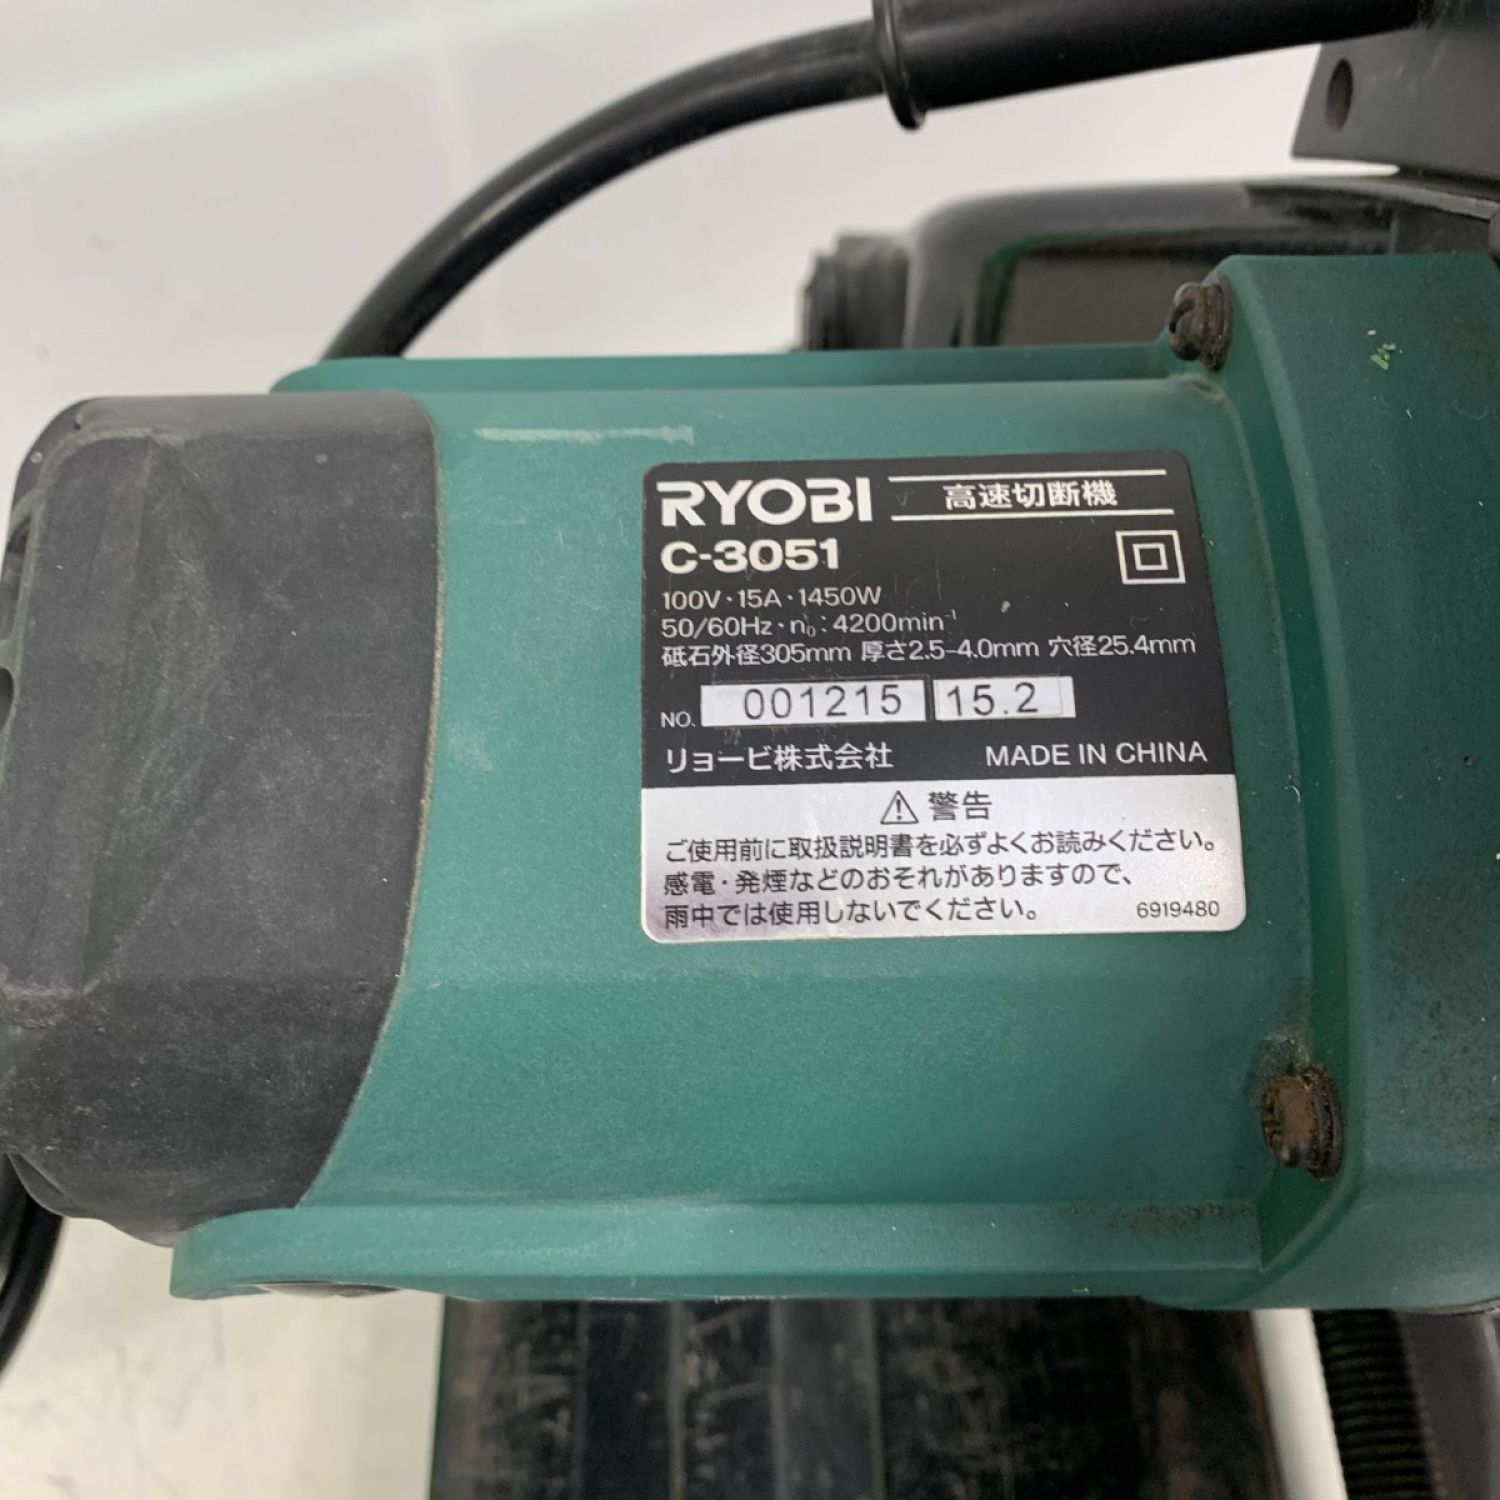 RYOBI 高速切断機
C-3051
100V・15A・1450W
50/60Hz・n₀：4200min⁻¹
砥石外径305mm 厚さ2.5-4.0mm 穴径25.4mm
NO. 001215 15.2
リョービ株式会社 MADE IN CHINA
⚠ 警告
ご使用前に取扱説明書を必ずよくお読みください。
感電・発煙などのおそれがありますので、
雨中では使用しないでください。 6919480